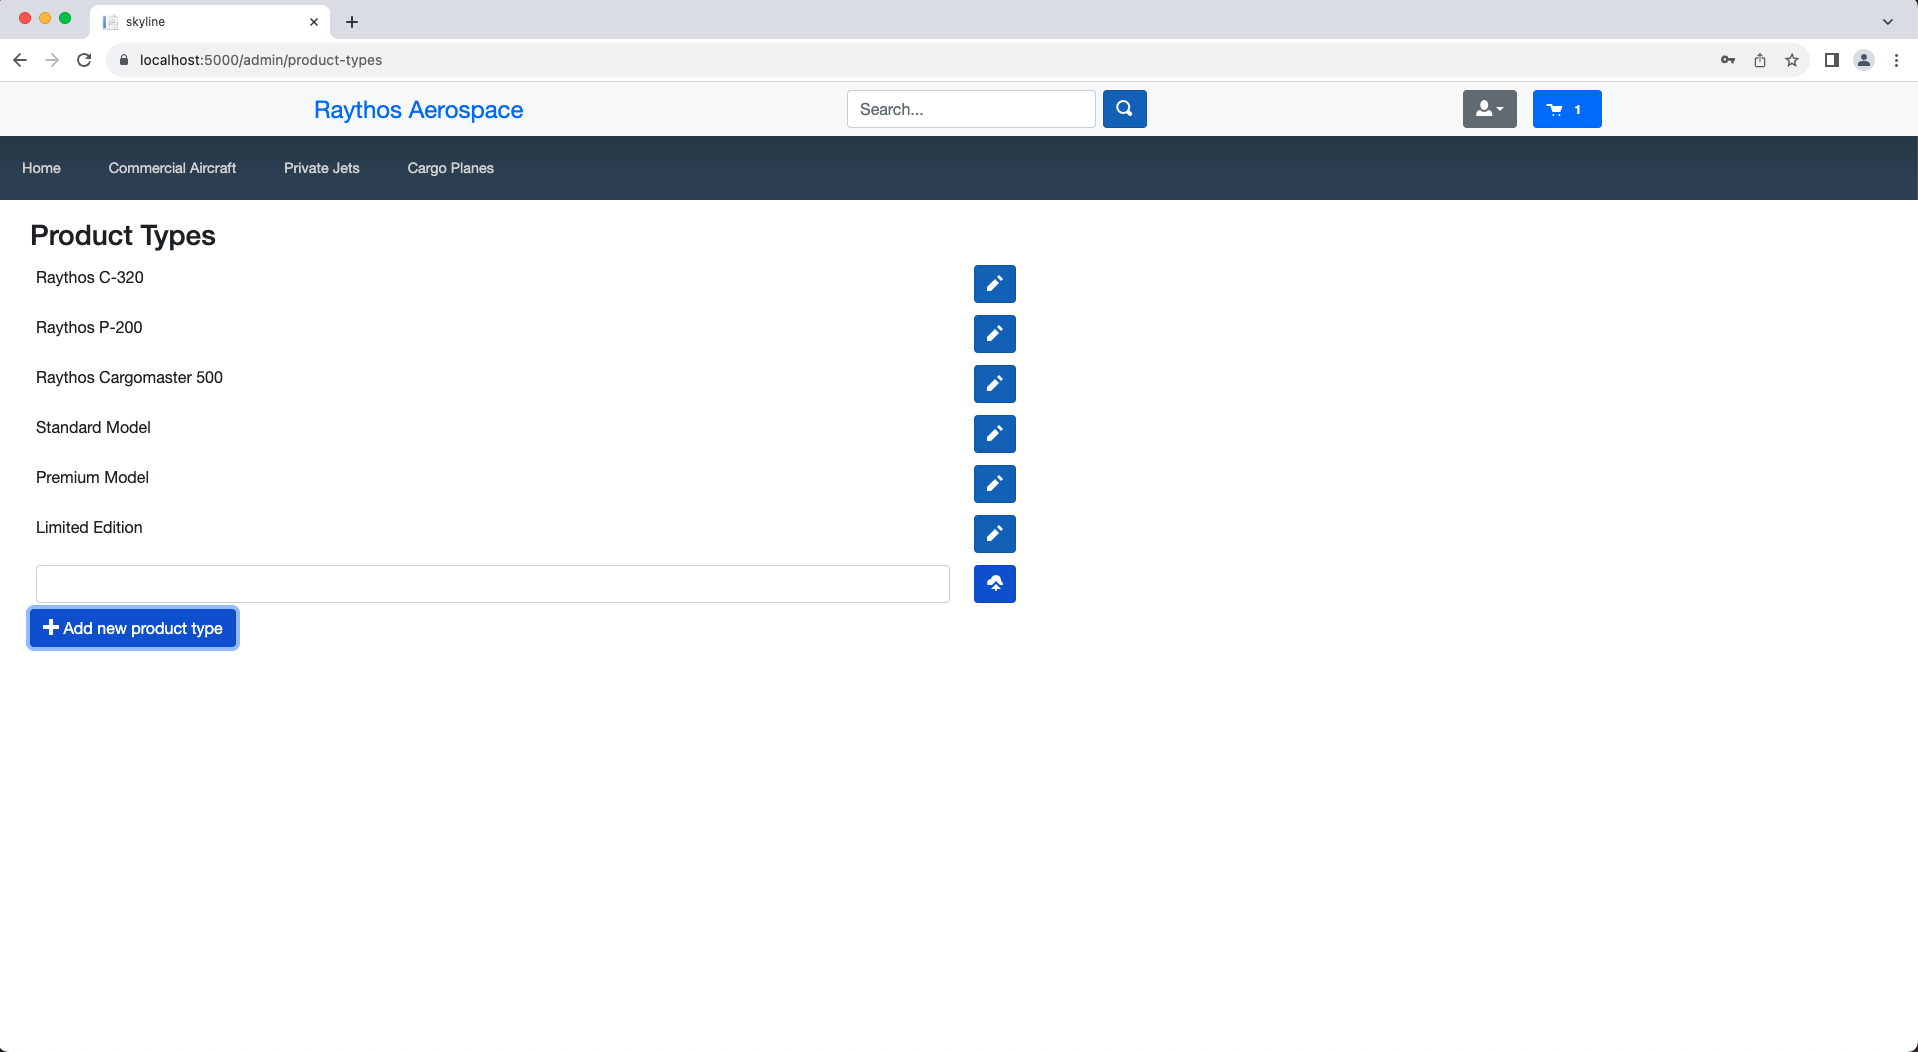 skyline
localhost:5000/admin/product-types
Raythos Aerospace
Search...
1
Home
Commercial Aircraft
Private Jets
Cargo Planes
Product Types
Raythos C-320
Raythos P-200
Raythos Cargomaster 500
Standard Model
Premium Model
Limited Edition
Add new product type